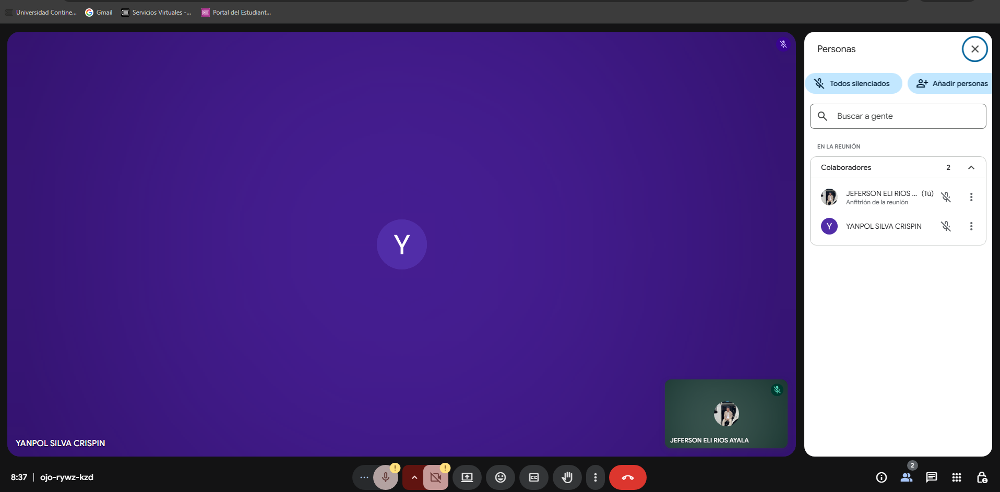 Universidad Contine...
Gmail
Servicios Virtuales -...
Portal del Estudiant...
Personas
Todos silenciados
Añadir personas
Buscar a gente
EN LA REUNIÓN
Colaboradores 2
JEFERSON ELI RIOS ... (Tú)
Anfitrión de la reunión
Y YANPOL SILVA CRISPIN
Y
YANPOL SILVA CRISPIN
JEFERSON ELI RIOS AYALA
8:37 | ojo-rywz-kzd
!
!
CC
2